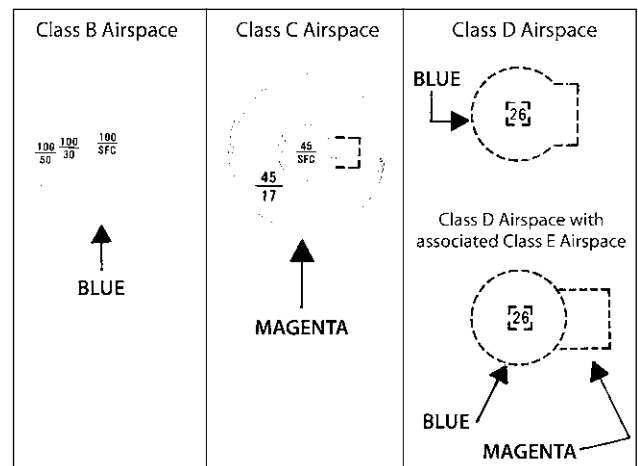 Class B Airspace
100
50
100
30
100
SFC
BLUE
Class C Airspace
45
SFC
45
17
MAGENTA
Class D Airspace
BLUE
26
Class D Airspace with
associated Class E Airspace
26
BLUE
MAGENTA